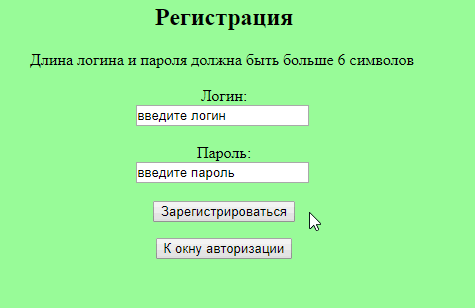 Регистрация
Длина логина и пароля должна быть больше 6 символов
Логин:
введите логин
Пароль:
введите пароль
Зарегистрироваться
К окну авторизации